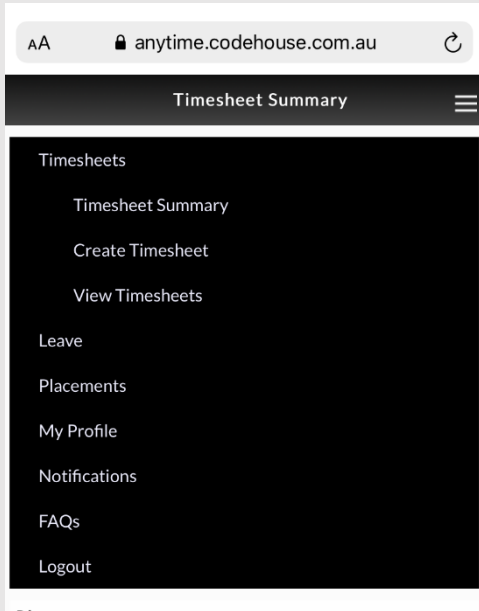 AA anytime.codehouse.com.au
Timesheet Summary
Timesheets
Timesheet Summary
Create Timesheet
View Timesheets
Leave
Placements
My Profile
Notifications
FAQs
Logout